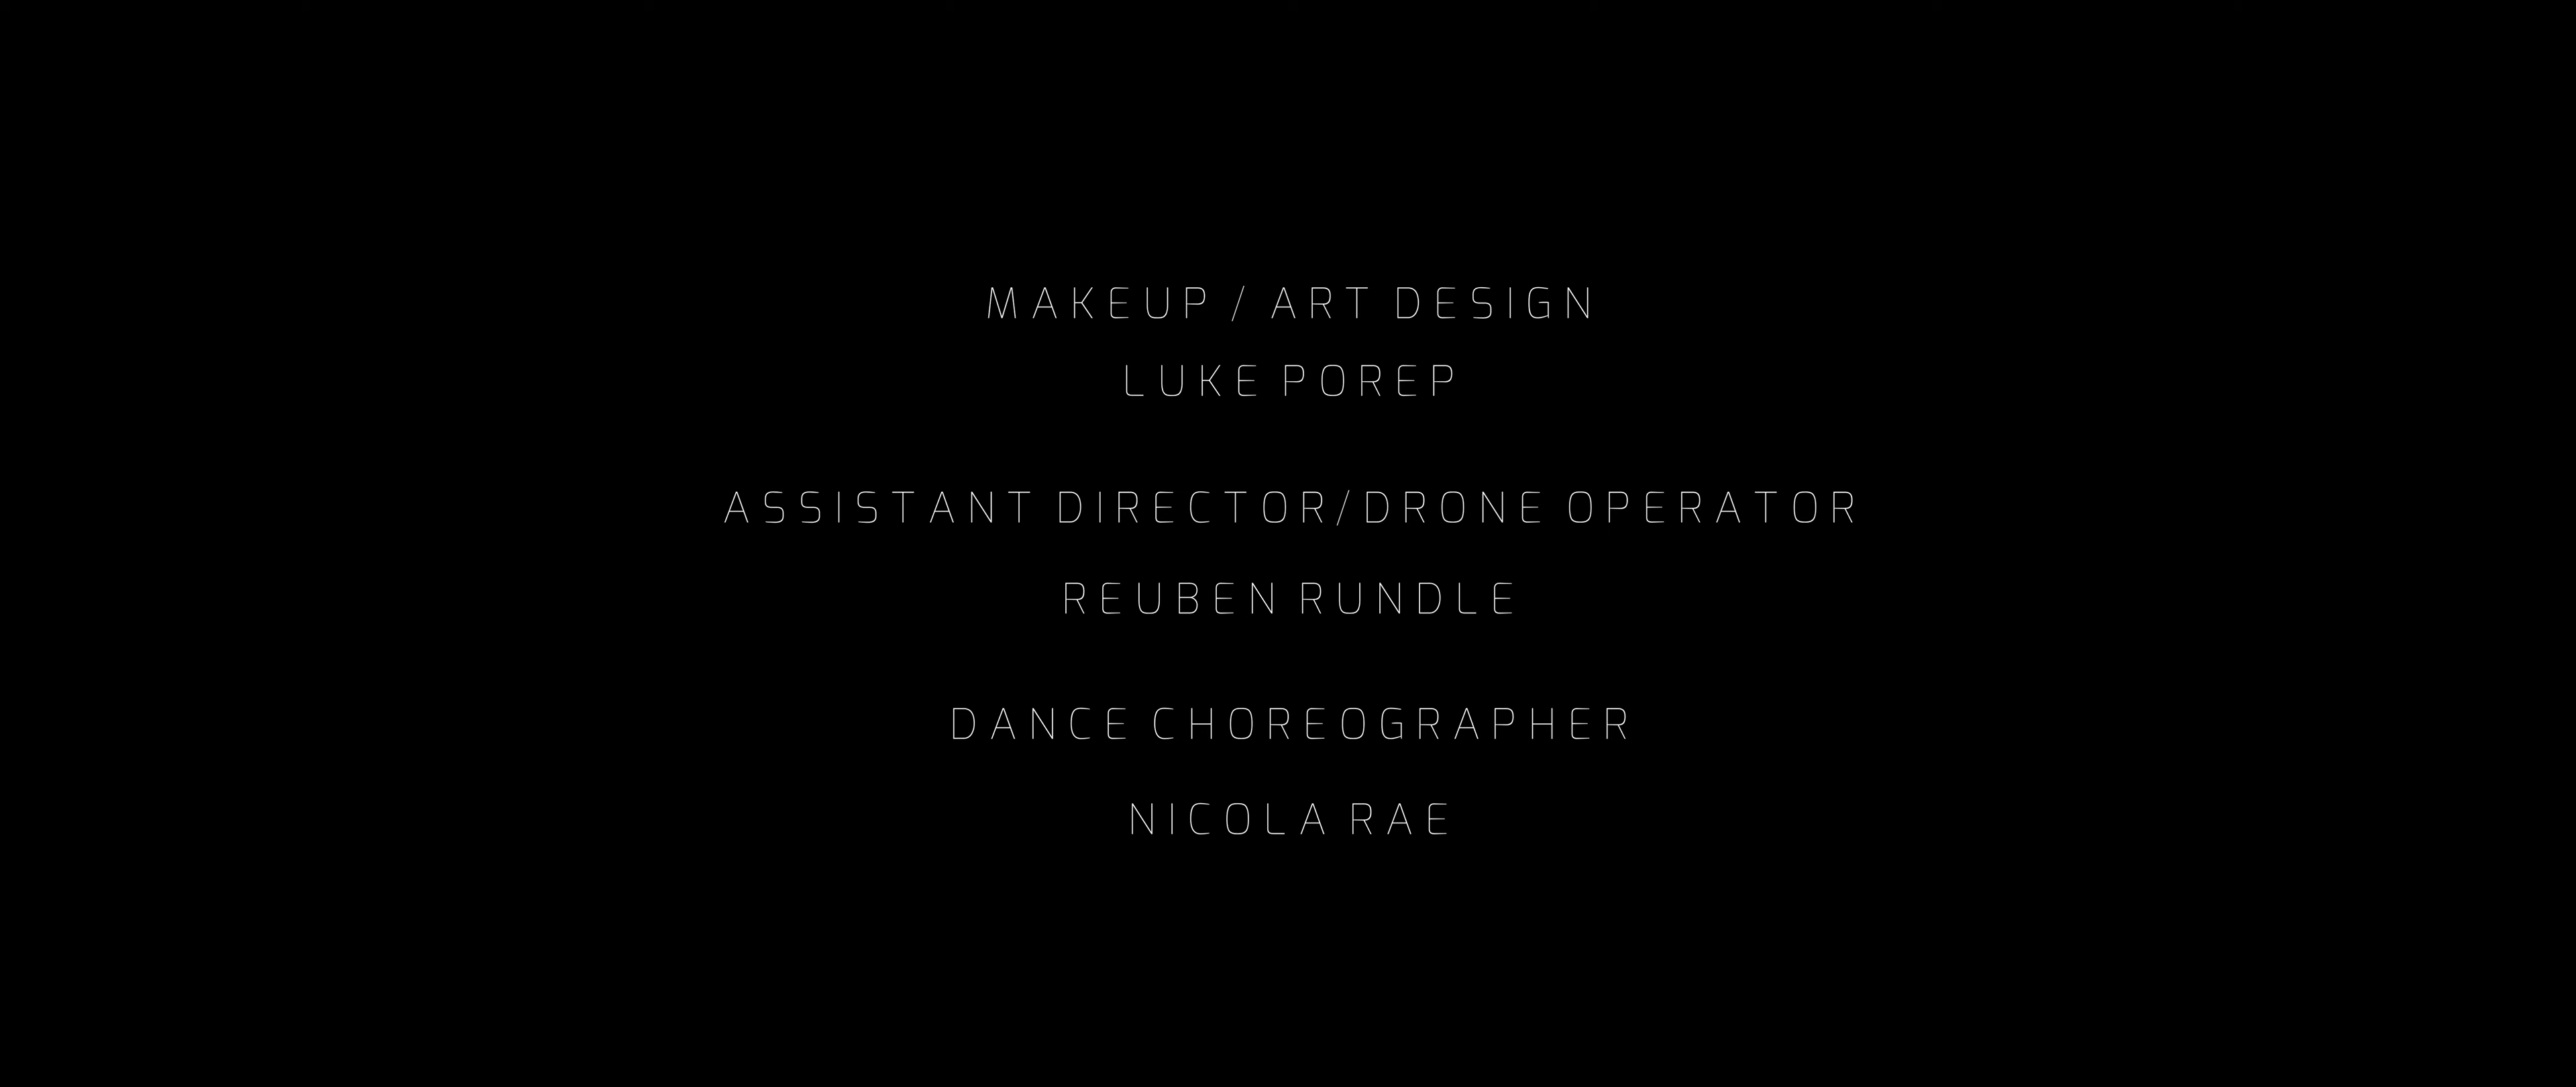 MAKEUP / ART DESIGN
LUKE POREP
ASSISTANT DIRECTOR/DRONE OPERATOR
REUBEN RUNDLE
DANCE CHOREOGRAPHER
NICOLA RAE